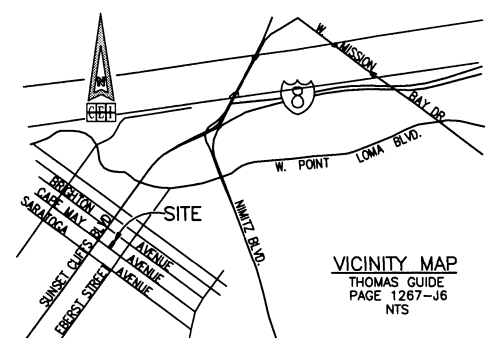 W. MISSION BAY DR.
N
CEI
8
W. POINT LOMA BLVD.
BRIGHTON AVENUE
CAPE MAY AVENUE
SARATOGA AVENUE
SITE
SUNSET CLIFFS BLVD
EBERST STREET
NIMITZ BLVD.
VICINITY MAP
THOMAS GUIDE
PAGE 1267-J6
NTS